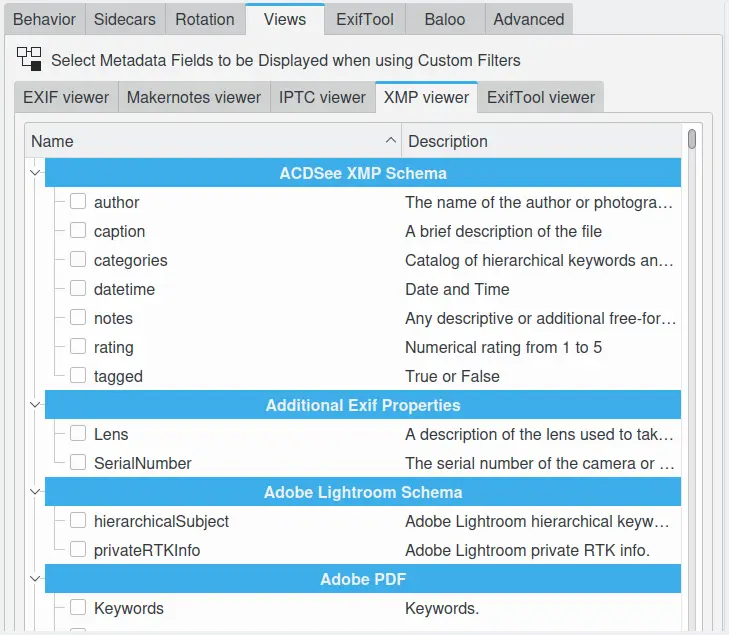 Behavior Sidecars Rotation Views ExifTool Baloo Advanced
Select Metadata Fields to be Displayed when using Custom Filters
EXIF viewer Makernotes viewer IPTC viewer XMP viewer ExifTool viewer
Name Description
ACDSee XMP Schema
author The name of the author or photogra…
caption A brief description of the file
categories Catalog of hierarchical keywords an…
datetime Date and Time
notes Any descriptive or additional free-for…
rating Numerical rating from 1 to 5
tagged True or False
Additional Exif Properties
Lens A description of the lens used to tak…
SerialNumber The serial number of the camera or …
Adobe Lightroom Schema
hierarchicalSubject Adobe Lightroom hierarchical keyw…
privateRTKInfo Adobe Lightroom private RTK info.
Adobe PDF
Keywords Keywords.